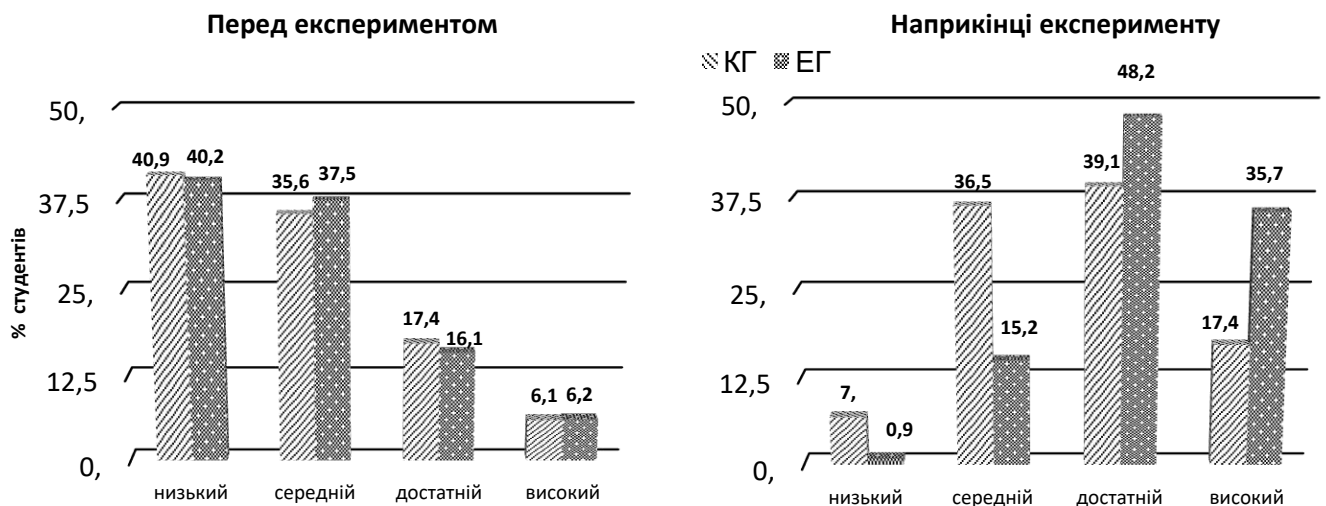 Перед експериментом
% студентів
50,
37,5
25,
12,5
0,
40,9
40,2
35,6
37,5
17,4
16,1
6,1
6,2
низький
середній
достатній
високий
Наприкінці експерименту
КГ ЕГ
50,
37,5
25,
12,5
0,
7,
0,9
36,5
15,2
39,1
48,2
17,4
35,7
низький
середній
достатній
високий